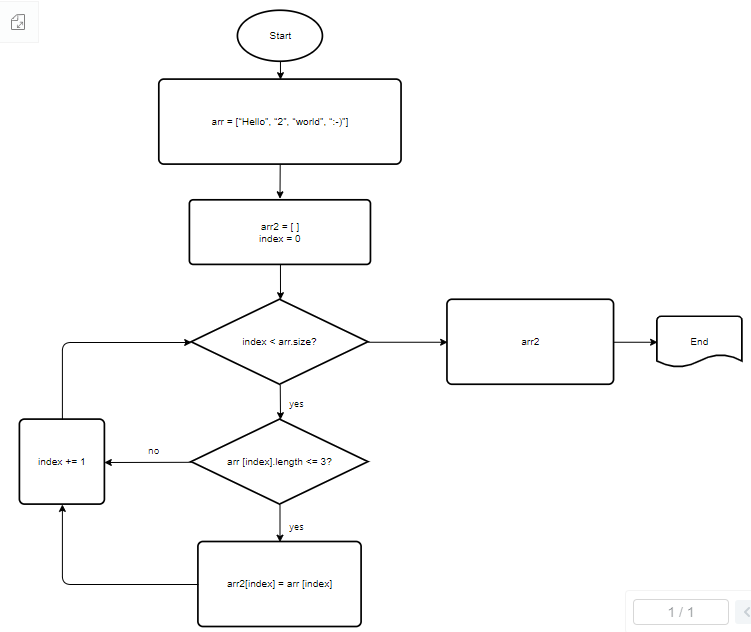 Start
arr = ["Hello", "2", "world", ":-)"]
arr2 = [ ]
index = 0
index < arr.size?
arr2
End
yes
index += 1
no
arr [index].length <= 3?
yes
arr2[index] = arr [index]
1 / 1